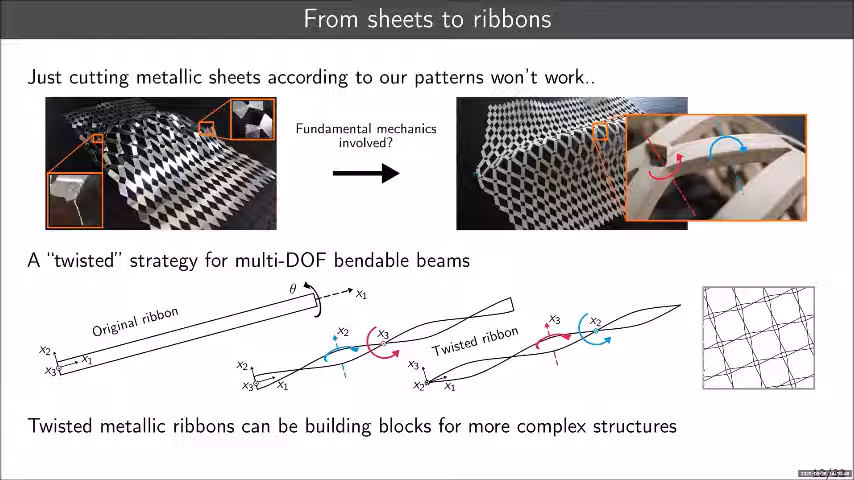 From sheets to ribbons
Just cutting metallic sheets according to our patterns won't work..
Fundamental mechanics
involved?
A "twisted" strategy for multi-DOF bendable beams
θ
x₁
Original ribbon
x₂
x₁
x₃
x₂
x₃
x₂
x₃
x₁
Twisted ribbon
x₃
x₂
x₃
x₂
x₁
Twisted metallic ribbons can be building blocks for more complex structures